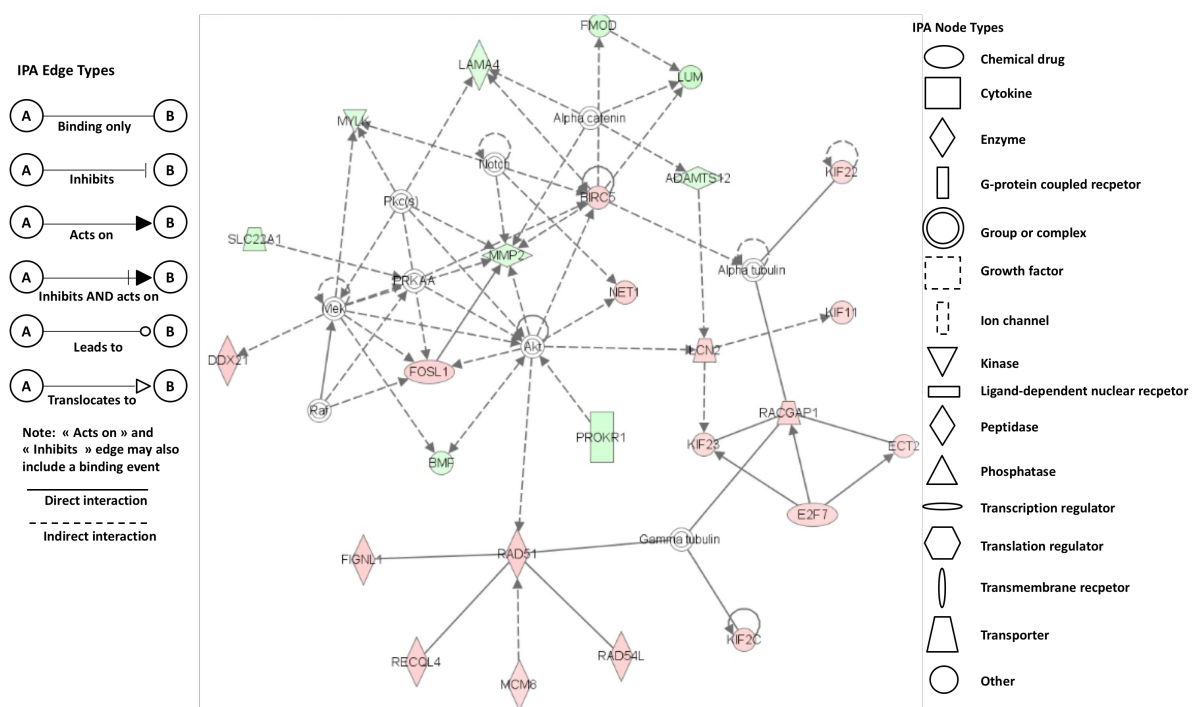 IPA Edge Types
A
B
Binding only
A
B
Inhibits
A
B
Acts on
A
B
Inhibits AND acts on
A
B
Leads to
A
B
Translocates to
Note: « Acts on » and
« Inhibits » edge may also
include a binding event
Direct interaction
Indirect interaction
FMOD
LAMA4
LUM
MYLK
Alpha catenin
Notch
KIF22
ADAMTS12
BIRC5
Pkc(s)
SLC22A1
MMP2
Alpha tubulin
PRKAA
NET1
Mek
KIF11
Akt
LCN2
DDX21
FOSL1
Raf
RACGAP1
PROKR1
KIF23
ECT2
BMF
E2F7
Gamma tubulin
FIGNL1
RAD51
KIF2C
RECQL4
RAD54L
MCM8
IPA Node Types
Chemical drug
Cytokine
Enzyme
G-protein coupled recpetor
Group or complex
Growth factor
Ion channel
Kinase
Ligand-dependent nuclear recpetor
Peptidase
Phosphatase
Transcription regulator
Translation regulator
Transmembrane recpetor
Transporter
Other